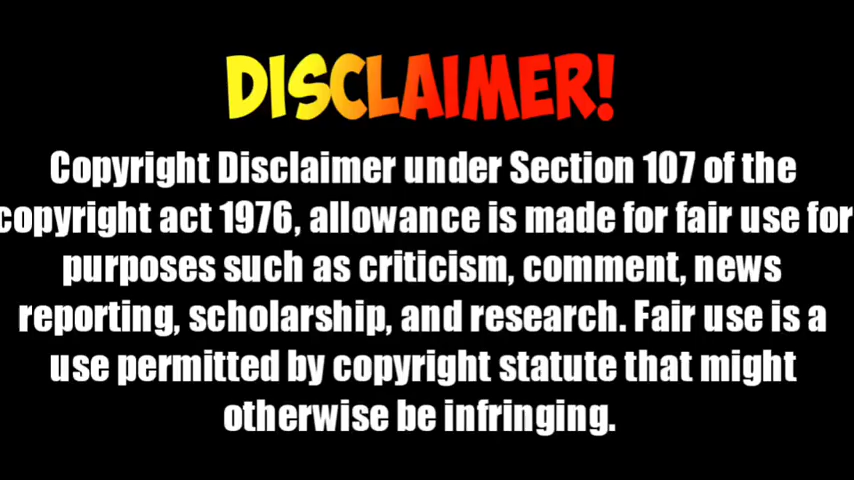 DISCLAIMER!
Copyright Disclaimer under Section 107 of the
copyright act 1976, allowance is made for fair use for
purposes such as criticism, comment, news
reporting, scholarship, and research. Fair use is a
use permitted by copyright statute that might
otherwise be infringing.